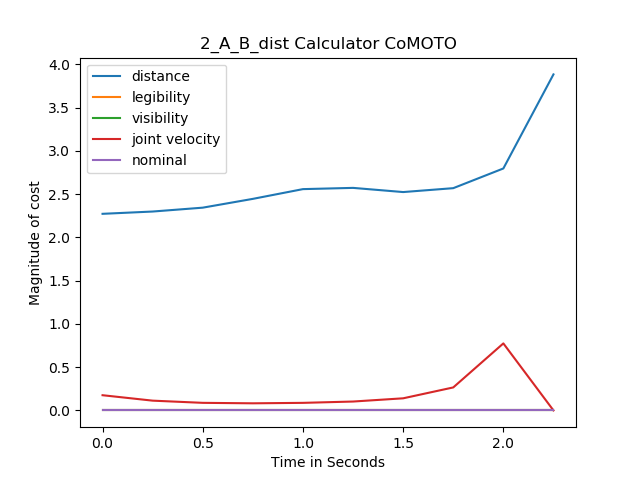 2_A_B_dist Calculator CoMOTO
distance
legibility
visibility
joint velocity
nominal
Magnitude of cost
4.0
3.5
3.0
2.5
2.0
1.5
1.0
0.5
0.0
0.0 0.5 1.0 1.5 2.0
Time in Seconds